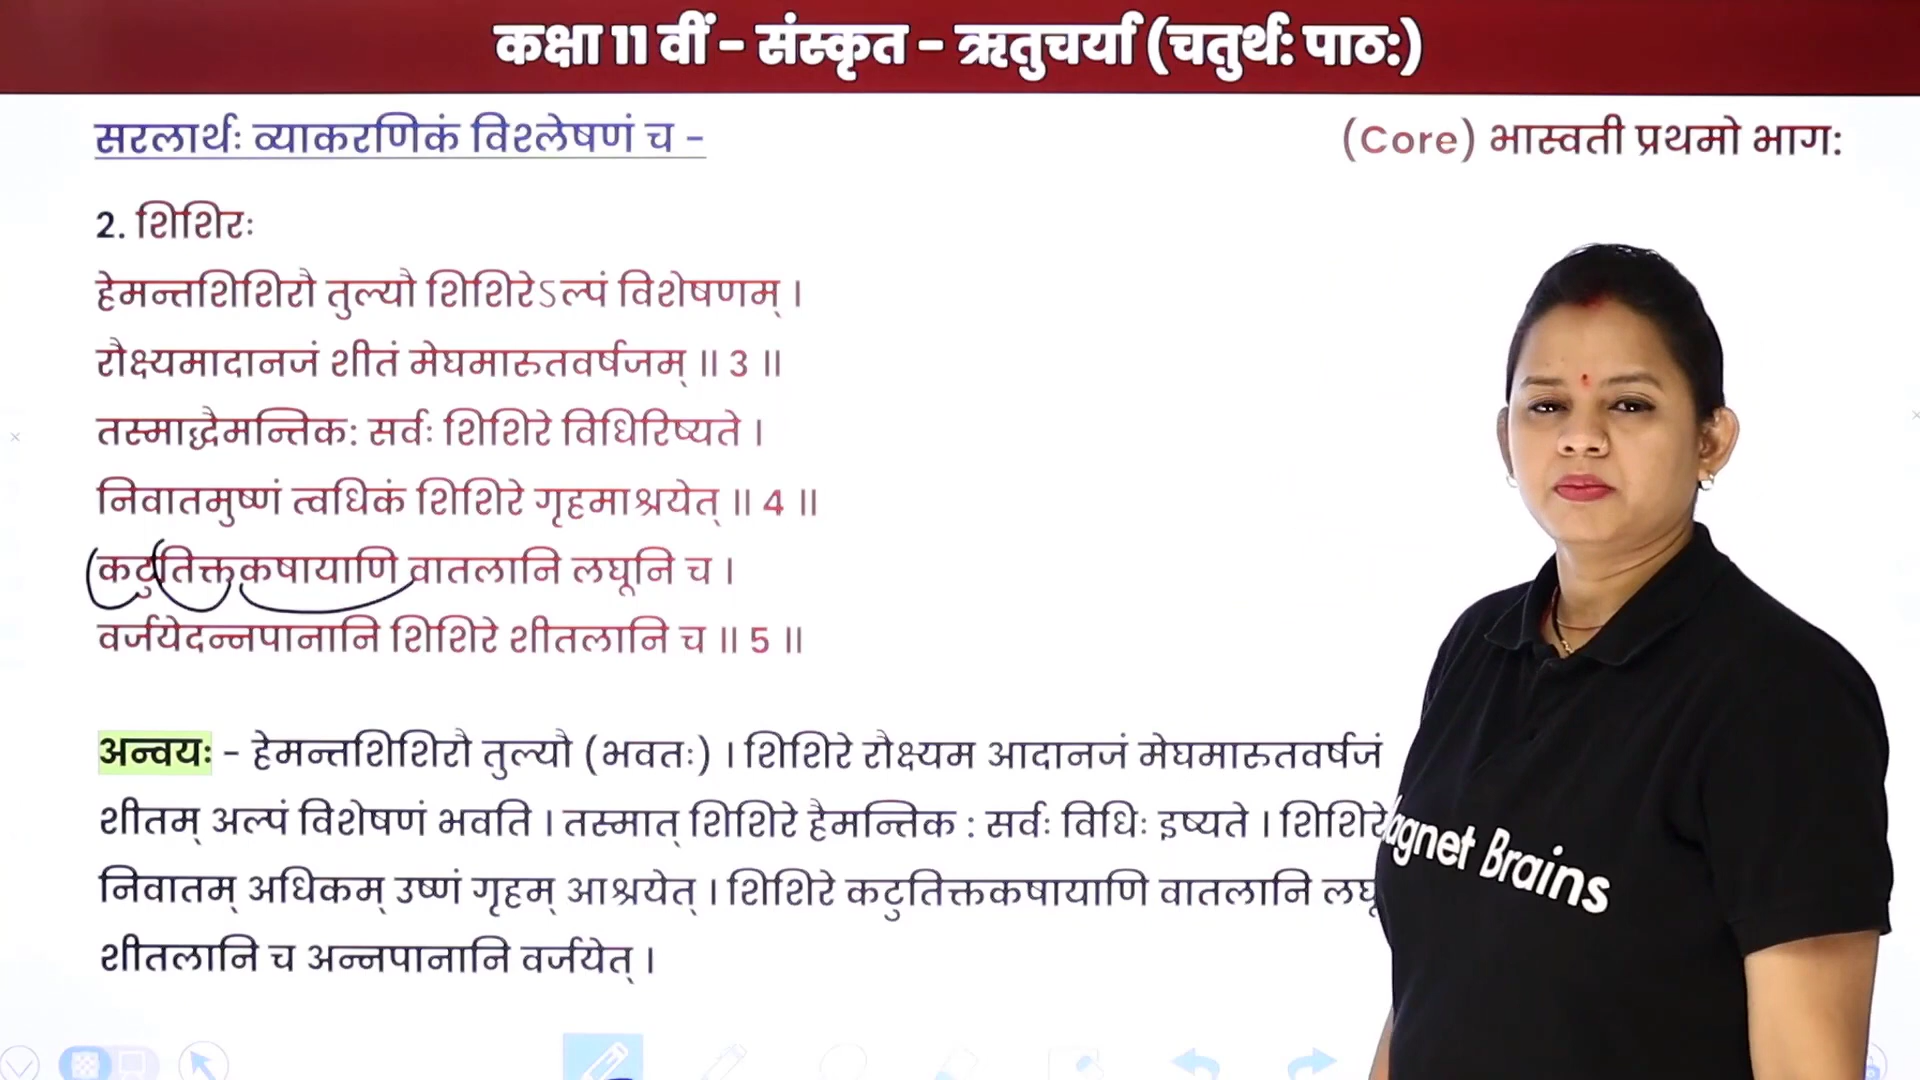 कक्षा 11 वीं - संस्कृत - ऋतुचर्या (चतुर्थ: पाठ:)
सरलार्थः व्याकरणिकं विश्लेषणं च -
(Core) भास्वती प्रथमो भाग:
2. शिशिरः
हेमन्तशिशिरौ तुल्यौ शिशिरेऽल्पं विशेषणम् ।
रौक्ष्यमादानजं शीतं मेघमारुतवर्षजम् ॥ 3 ॥
तस्माद्धैमन्तिक: सर्वः शिशिरे विधिरिष्यते ।
निवातमुष्णं त्वधिकं शिशिरे गृहमाश्रयेत् ॥ 4 ॥
कटुतिक्तकषायाणि वातलानि लघूनि च ।
वर्जयेदन्नपानानि शिशिरे शीतलानि च ॥ 5 ॥
अन्वयः - हेमन्तशिशिरौ तुल्यौ (भवतः) । शिशिरे रौक्ष्यम आदानजं मेघमारुतवर्षजं
शीतम् अल्पं विशेषणं भवति । तस्मात् शिशिरे हैमन्तिक : सर्वः विधिः इष्यते । शिशिरे
निवातम् अधिकम् उष्णं गृहम् आश्रयेत् । शिशिरे कटुतिक्तकषायाणि वातलानि
शीतलानि च अन्नपानानि वर्जयेत् ।
agnet Brains